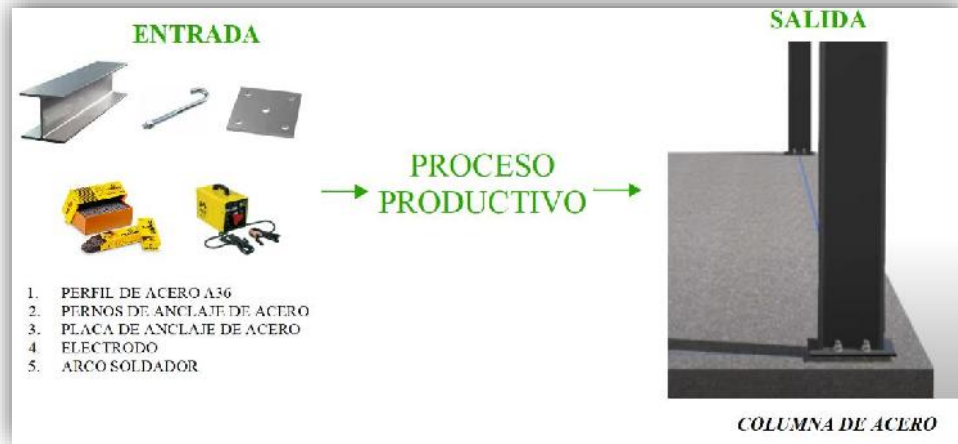 ENTRADA
SALIDA
PROCESO
PRODUCTIVO
1. PERFIL DE ACERO A36
2. PERNOS DE ANCLAJE DE ACERO
3. PLACA DE ANCLAJE DE ACERO
4 ELECTRODO
5. ARCO SOLDADOR
COLUMNA DE ACERO